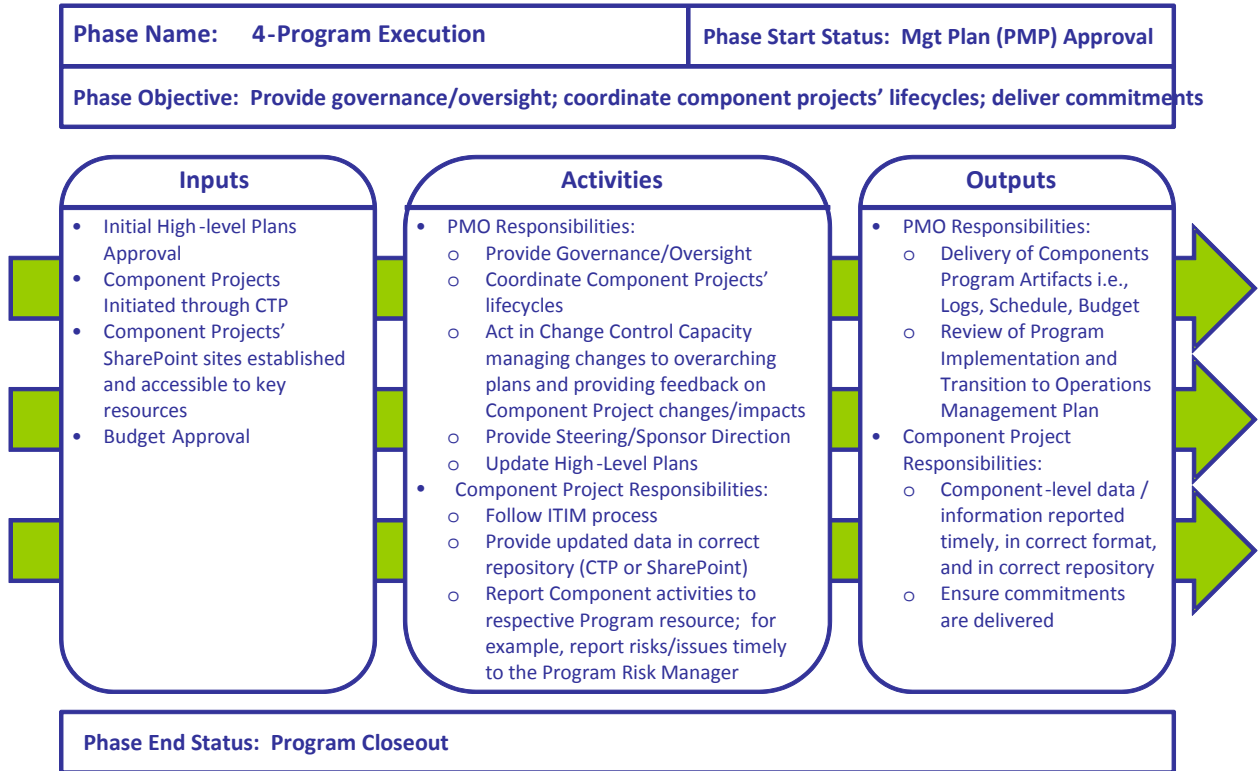 Phase Name: 4-Program Execution
Phase Start Status: Mgt Plan (PMP) Approval
Phase Objective: Provide governance/oversight; coordinate component projects' lifecycles; deliver commitments
Inputs
• Initial High-level Plans
Approval
• Component Projects
Initiated through CTP
• Component Projects'
SharePoint sites established
and accessible to key
resources
• Budget Approval
Activities
• PMO Responsibilities:
o Provide Governance/Oversight
o Coordinate Component Projects'
lifecycles
o Act in Change Control Capacity
managing changes to overarching
plans and providing feedback on
Component Project changes/impacts
o Provide Steering/Sponsor Direction
o Update High-Level Plans
• Component Project Responsibilities:
o Follow ITIM process
o Provide updated data in correct
repository (CTP or SharePoint)
o Report Component activities to
respective Program resource; for
example, report risks/issues timely
to the Program Risk Manager
Outputs
• PMO Responsibilities:
o Delivery of Components
Program Artifacts i.e.,
Logs, Schedule, Budget
o Review of Program
Implementation and
Transition to Operations
Management Plan
• Component Project
Responsibilities:
o Component-level data /
information reported
timely, in correct format,
and in correct repository
o Ensure commitments
are delivered
Phase End Status: Program Closeout